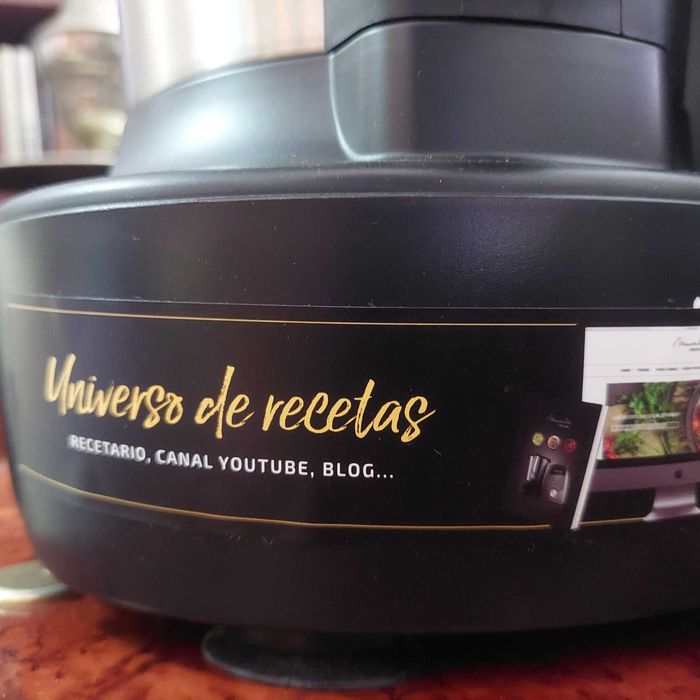 Universo de recetas
RECETARIO, CANAL YOUTUBE, BLOG...